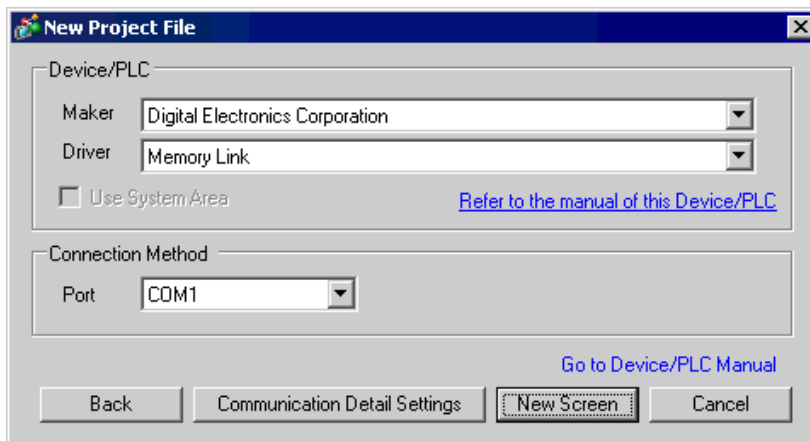 New Project File
Device/PLC
Maker Digital Electronics Corporation
Driver Memory Link
Use System Area Refer to the manual of this Device/PLC
Connection Method
Port COM1
Go to Device/PLC Manual
Back Communication Detail Settings New Screen Cancel